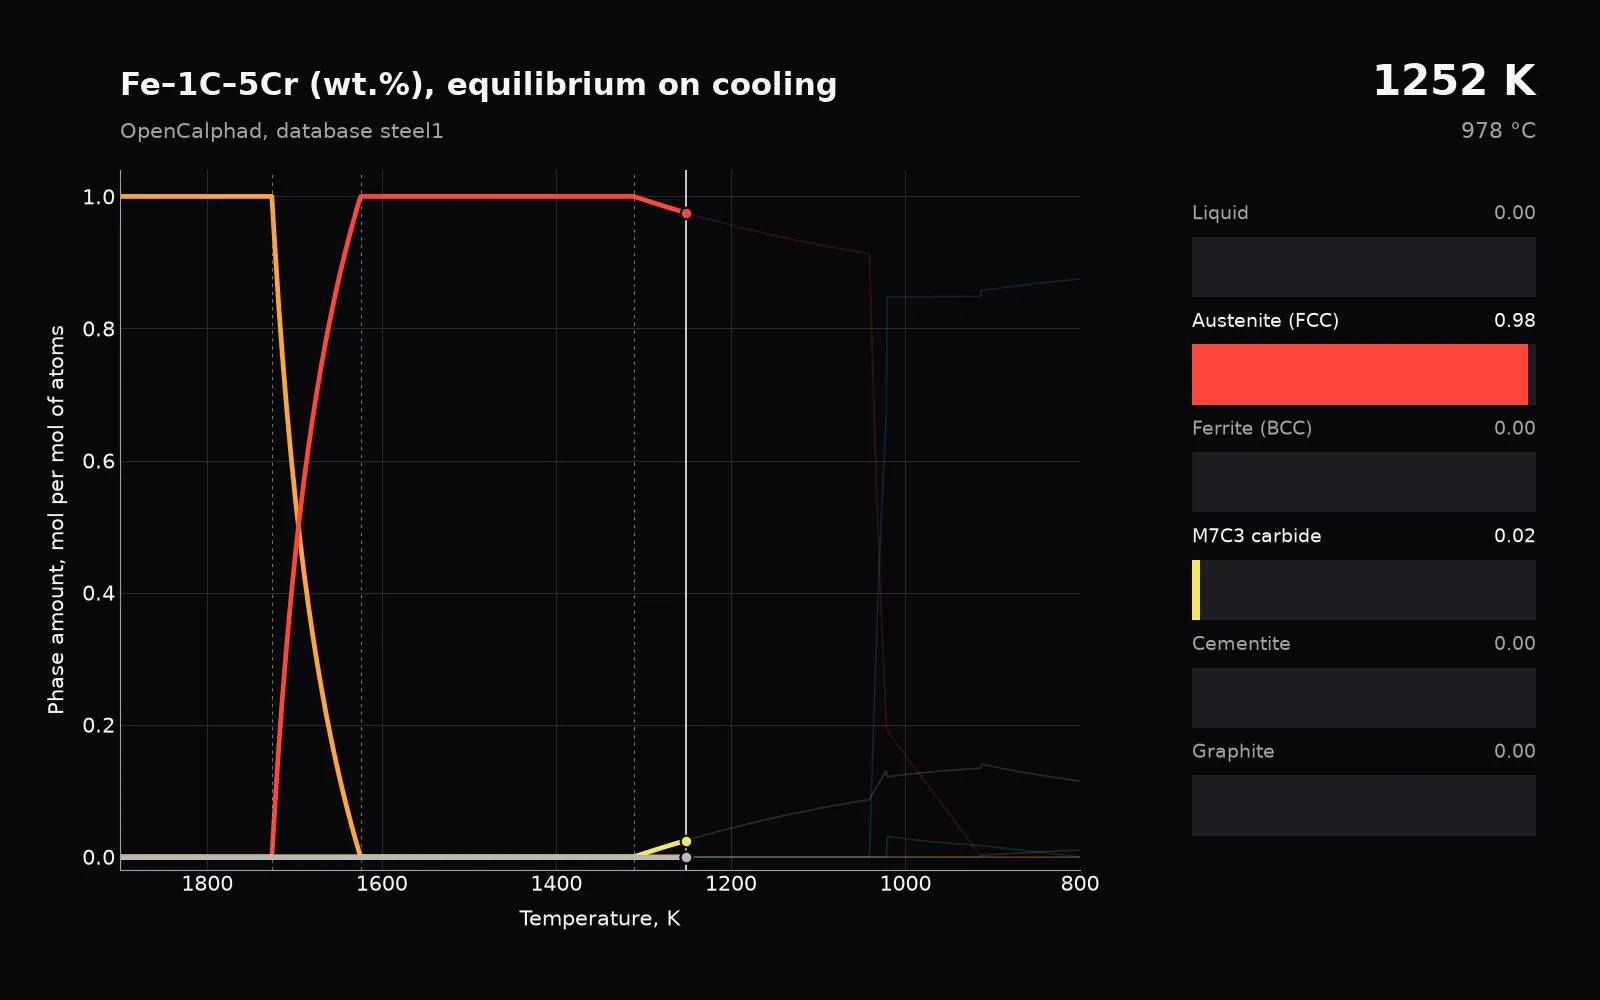 Fe–1C–5Cr (wt.%), equilibrium on cooling
OpenCalphad, database steel1
1252 K
978 °C
Phase amount, mol per mol of atoms
1.0
0.8
0.6
0.4
0.2
0.0
1800 1600 1400 1200 1000 800
Temperature, K
Liquid 0.00
Austenite (FCC) 0.98
Ferrite (BCC) 0.00
M7C3 carbide 0.02
Cementite 0.00
Graphite 0.00